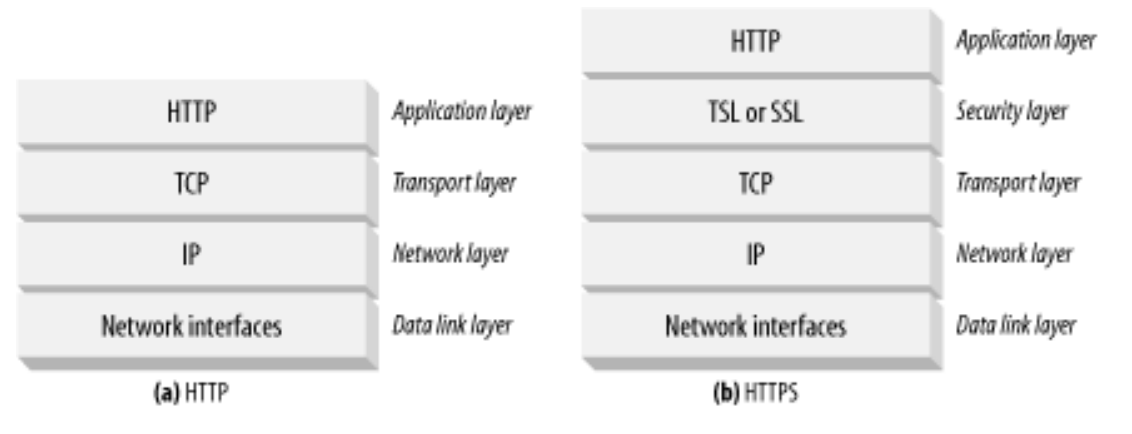 HTTP Application layer
TSL or SSL Security layer
TCP Transport layer
IP Network layer
Network interfaces Data link layer
(b) HTTPS
HTTP Application layer
TCP Transport layer
IP Network layer
Network interfaces Data link layer
(a) HTTP